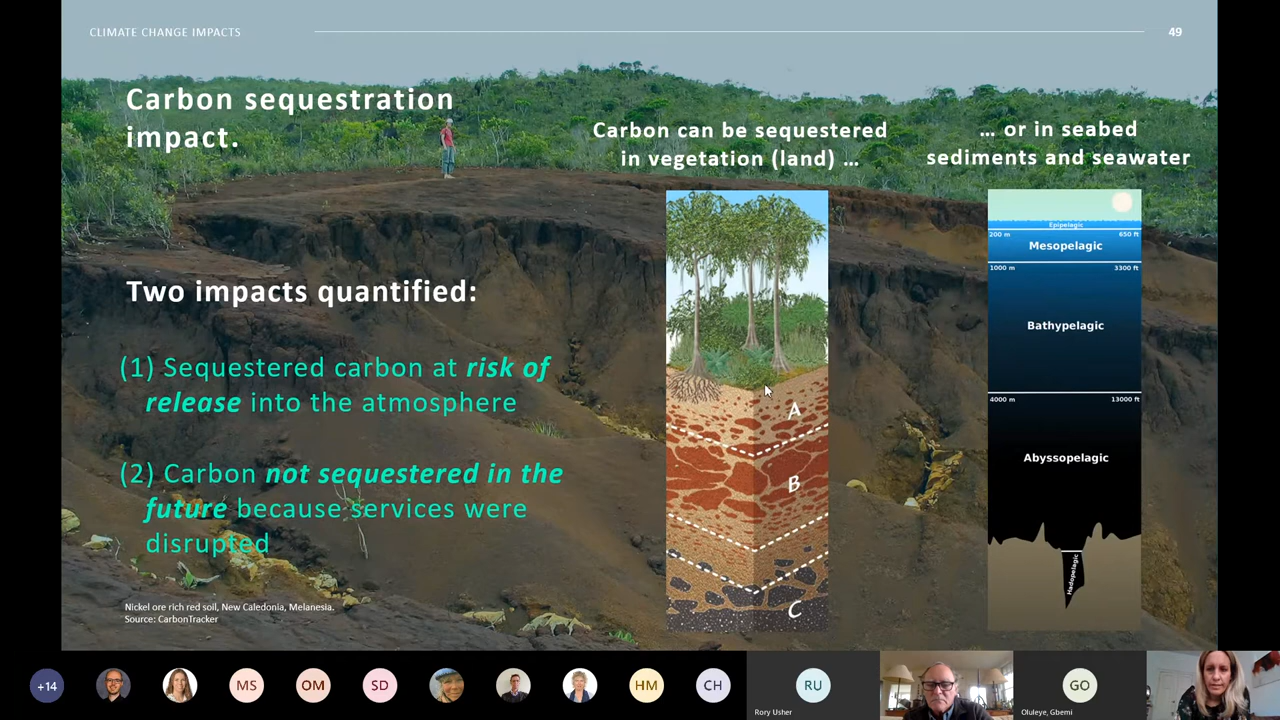 CLIMATE CHANGE IMPACTS
49
Carbon sequestration
impact.
Two impacts quantified:
(1) Sequestered carbon at risk of
release into the atmosphere
(2) Carbon not sequestered in the
future because services were
disrupted
Nickel ore rich red soil, New Caledonia, Melanesia.
Source: CarbonTracker
Carbon can be sequestered
in vegetation (land) ...
A
B
C
... or in seabed
sediments and seawater
Epipelagic
200 m 650 ft
Mesopelagic
1000 m 3300 ft
Bathypelagic
4000 m 13000 ft
Abyssopelagic
Hadopelagic
+14
MS
OM
SD
HM
CH
RU
Rory Usher
GO
Oluleye, Gbemi